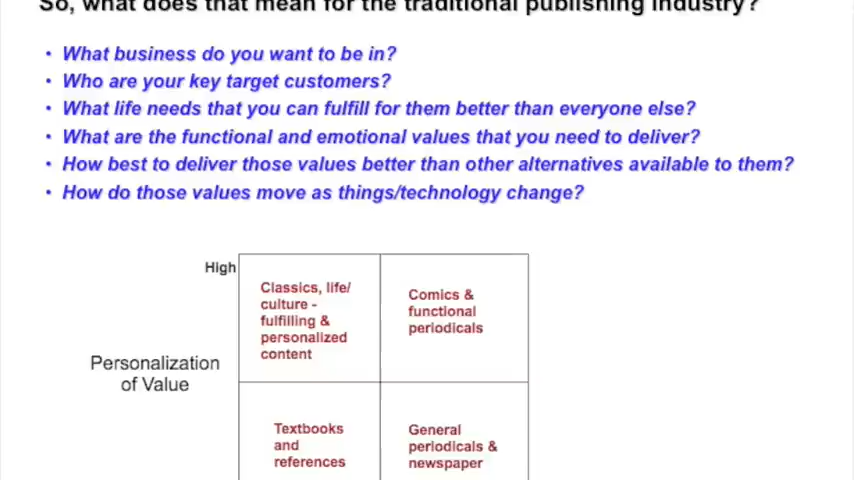 So, what does that mean for the traditional publishing industry?
• What business do you want to be in?
• Who are your key target customers?
• What life needs that you can fulfill for them better than everyone else?
• What are the functional and emotional values that you need to deliver?
• How best to deliver those values better than other alternatives available to them?
• How do those values move as things/technology change?
High
Classics, life/
culture -
fulfilling &
personalized
content
Comics &
functional
periodicals
Personalization
of Value
Textbooks
and
references
General
periodicals &
newspaper